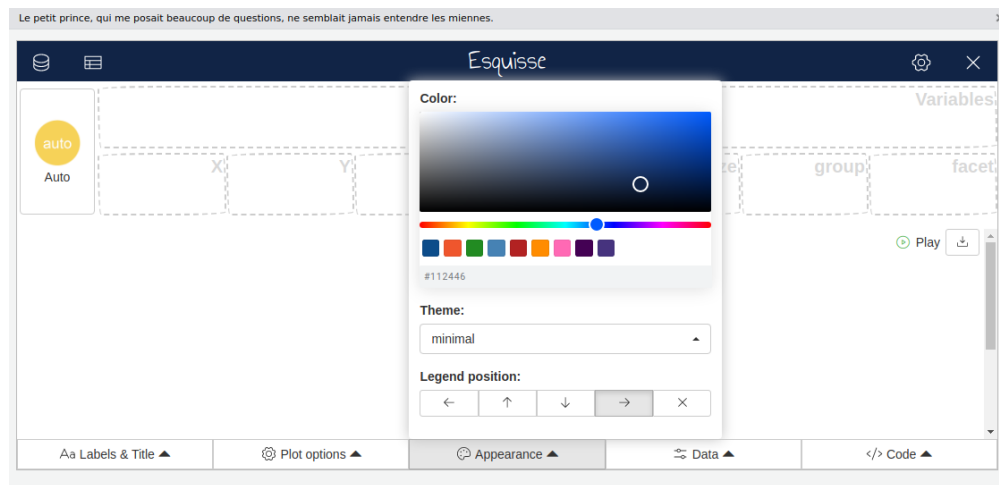 Le petit prince, qui me posait beaucoup de questions, ne semblait jamais entendre les miennes.
Esquisse
Variables
auto
Auto
X
Y
ze
group
facet
Color:
#112446
Play
Theme:
minimal
Legend position:
Aa Labels & Title
Plot options
Appearance
Data
</> Code